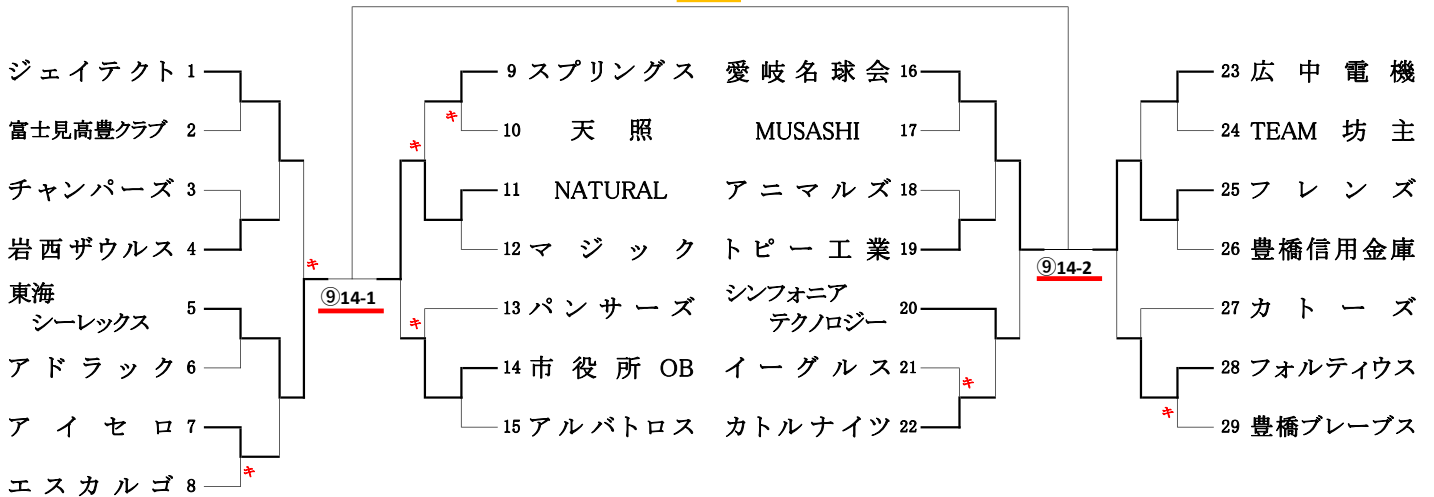 ジェイテクト 1
富士見高豊クラブ 2
チャンパーズ 3
岩西ザウルス 4
キ
東海
シーレックス 5
アドラック 6
アイセロ 7
キ
エスカルゴ 8
⑨14-1
9 スプリングス
キ
10 天照
キ
11 NATURAL
12 マジック
13 パンサーズ
キ
14 市役所OB
15 アルバトロス
愛岐名球会 16
MUSASHI 17
アニマルズ 18
トピー工業 19
シンフォニア
テクノロジー 20
イーグルス 21
キ
カトルナイツ 22
⑨14-2
23 広中電機
24 TEAM 坊主
25 フレンズ
26 豊橋信用金庫
27 カトーズ
28 フォルティウス
キ
29 豊橋ブレーブス